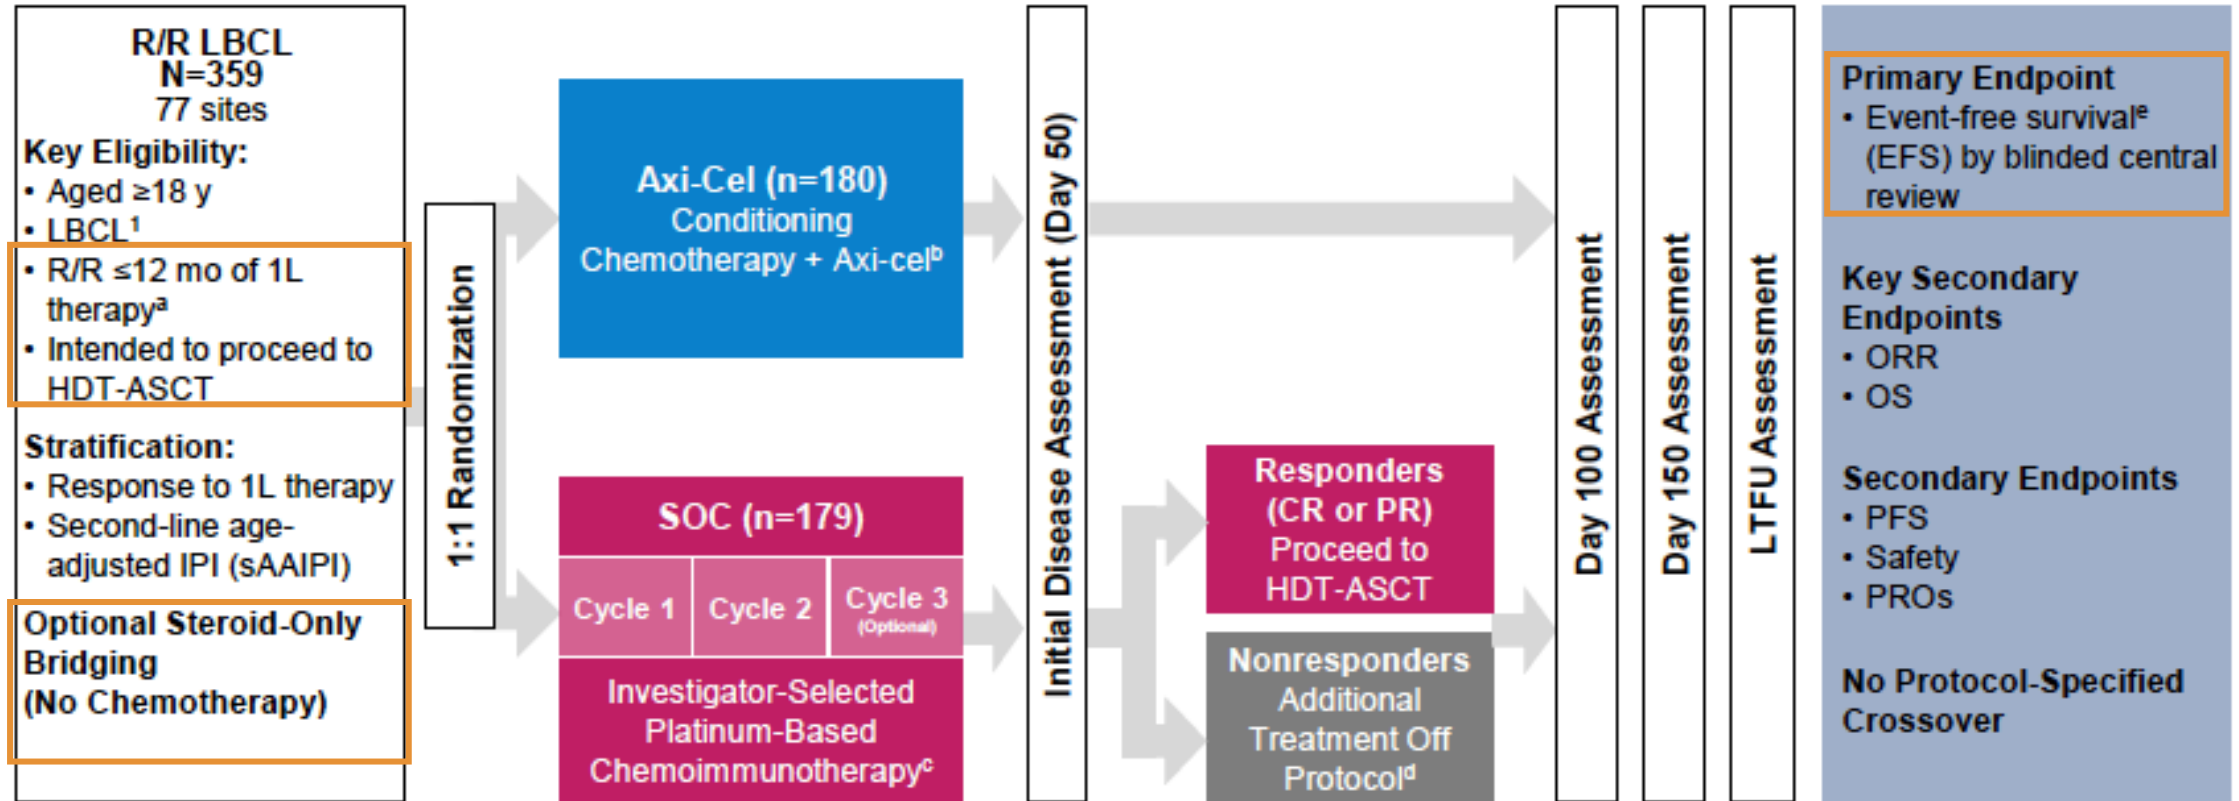 R/R LBCL
N=359
77 sites
Key Eligibility:
• Aged ≥18 y
• LBCL¹
• R/R ≤12 mo of 1L
therapyᵃ
• Intended to proceed to
HDT-ASCT
Stratification:
• Response to 1L therapy
• Second-line age-
adjusted IPI (sAAIPI)
Optional Steroid-Only
Bridging
(No Chemotherapy)
1:1 Randomization
Axi-Cel (n=180)
Conditioning
Chemotherapy + Axi-celᵇ
SOC (n=179)
Cycle 1
Cycle 2
Cycle 3
(Optional)
Investigator-Selected
Platinum-Based
Chemoimmunotherapyᶜ
Initial Disease Assessment (Day 50)
Responders
(CR or PR)
Proceed to
HDT-ASCT
Nonresponders
Additional
Treatment Off
Protocolᵈ
Day 100 Assessment
Day 150 Assessment
LTFU Assessment
Primary Endpoint
• Event-free survivalᵉ
(EFS) by blinded central
review
Key Secondary
Endpoints
• ORR
• OS
Secondary Endpoints
• PFS
• Safety
• PROs
No Protocol-Specified
Crossover